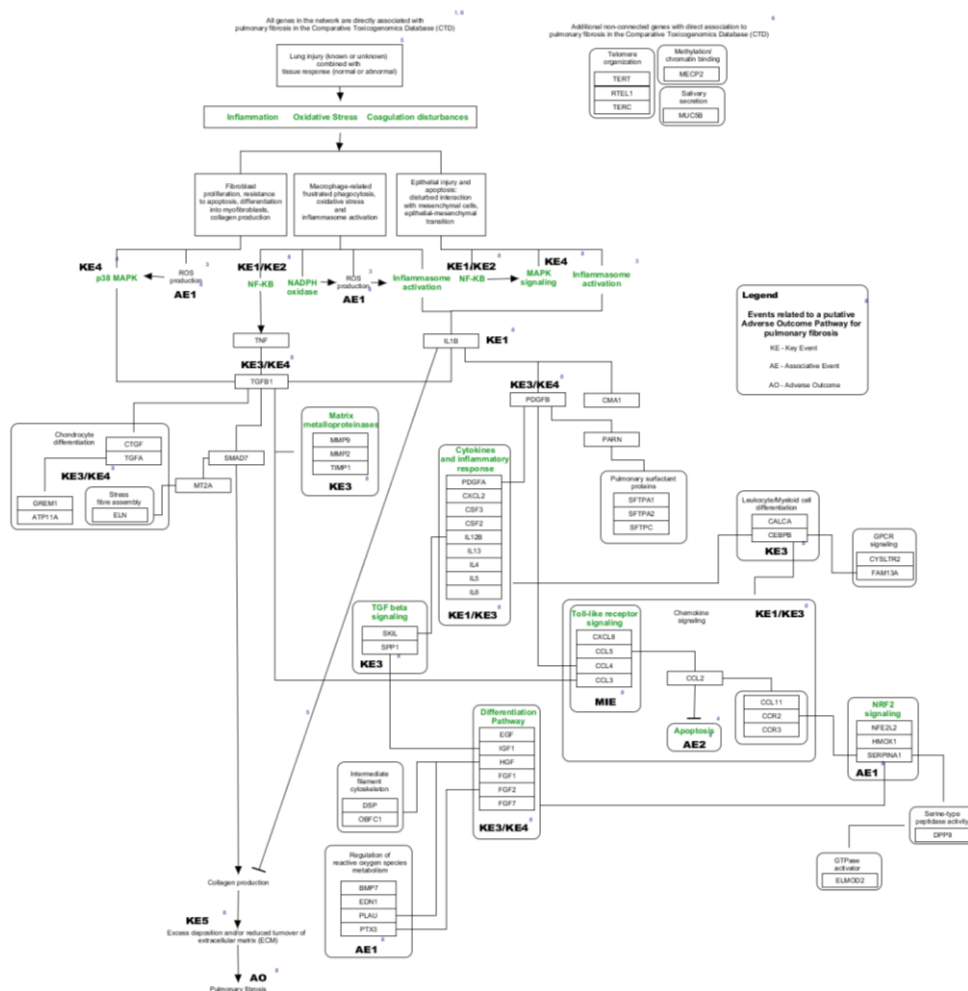 All genes in the network are directly associated with
pulmonary fibrosis in the Comparative Toxicogenomics Database (CTD)
Additional non-connected genes with direct association to
pulmonary fibrosis in the Comparative Toxicogenomics Database (CTD)
Lung injury (known or unknown)
combined with
tissue response (normal or abnormal)
Telomere
organization
TERT
RTEL1
TERC
Methylation/
chromatin binding
MECP2
Salivary
secretion
MUC5B
Inflammation Oxidative Stress Coagulation disturbances
Fibroblast
proliferation, resistance
to apoptosis, differentiation
into myofibroblasts,
collagen production
Macrophage-related
frustrated phagocytosis,
oxidative stress
and
inflammasome activation
Epithelial injury and
apoptosis:
disturbed interaction
with mesenchymal cells,
epithelial-mesenchymal
transition
KE4
p38 MAPK
ROS
production
AE1
KE1/KE2
NF-KB
NADPH
oxidase
ROS
production
AE1
Inflammasome
activation
KE1/KE2
NF-KB
KE4
MAPK
signaling
Inflammasome
activation
Legend
Events related to a putative
Adverse Outcome Pathway for
pulmonary fibrosis
KE - Key Event
AE - Associative Event
AO - Adverse Outcome
TNF
IL1B
KE1
KE3/KE4
TGFB1
KE3/KE4
PDGFB
CMA1
PARN
Chondrocyte
differentiation
CTGF
TGFA
KE3/KE4
GREM1
ATP11A
Stress
fibre assembly
ELN
SMAD7
MT2A
Matrix
metalloproteinases
MMP9
MMP2
TIMP1
KE3
Cytokines
and inflammatory
response
PDGFA
CXCL2
CSF3
CSF2
IL12B
IL13
IL4
IL5
IL6
KE1/KE3
Pulmonary surfactant
proteins
SFTPA1
SFTPA2
SFTPC
Leukocyte/Myeloid cell
differentiation
CALCA
CEBPB
KE3
GPCR
signaling
CYSLTR2
FAM13A
TGF beta
signaling
SKIL
SPP1
KE3
Toll-like receptor
signaling
CXCL8
CCL5
CCL4
CCL3
MIE
Chemokine
signaling
KE1/KE3
CCL2
Apoptosis
AE2
CCL11
CCR2
CCR3
NRF2
signaling
NFE2L2
HMOX1
SERPINA1
AE1
Differentiation
Pathway
EGF
IGF1
HGF
FGF1
FGF2
FGF7
KE3/KE4
Intermediate
filament
cytoskeleton
DSP
OBFC1
Regulation of
reactive oxygen species
metabolism
BMP7
EDN1
PLAU
PTX3
AE1
Serine-type
peptidase activity
DPP9
GTPase
activator
ELMOD2
Collagen production
KE5
Excess deposition and/or reduced turnover of
extracellular matrix (ECM)
AO
Pulmonary fibrosis